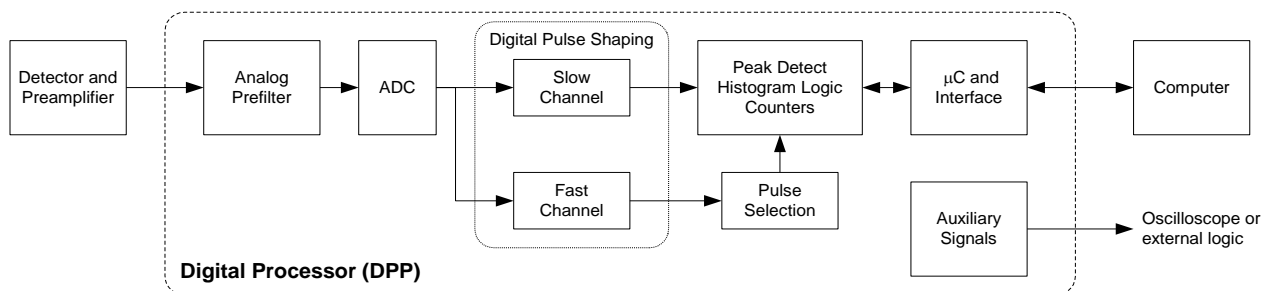 Digital Pulse Shaping
Detector and
Preamplifier
Analog
Prefilter
ADC
Slow
Channel
Peak Detect
Histogram Logic
Counters
μC and
Interface
Computer
Fast
Channel
Pulse
Selection
Auxiliary
Signals
Oscilloscope or
external logic
Digital Processor (DPP)